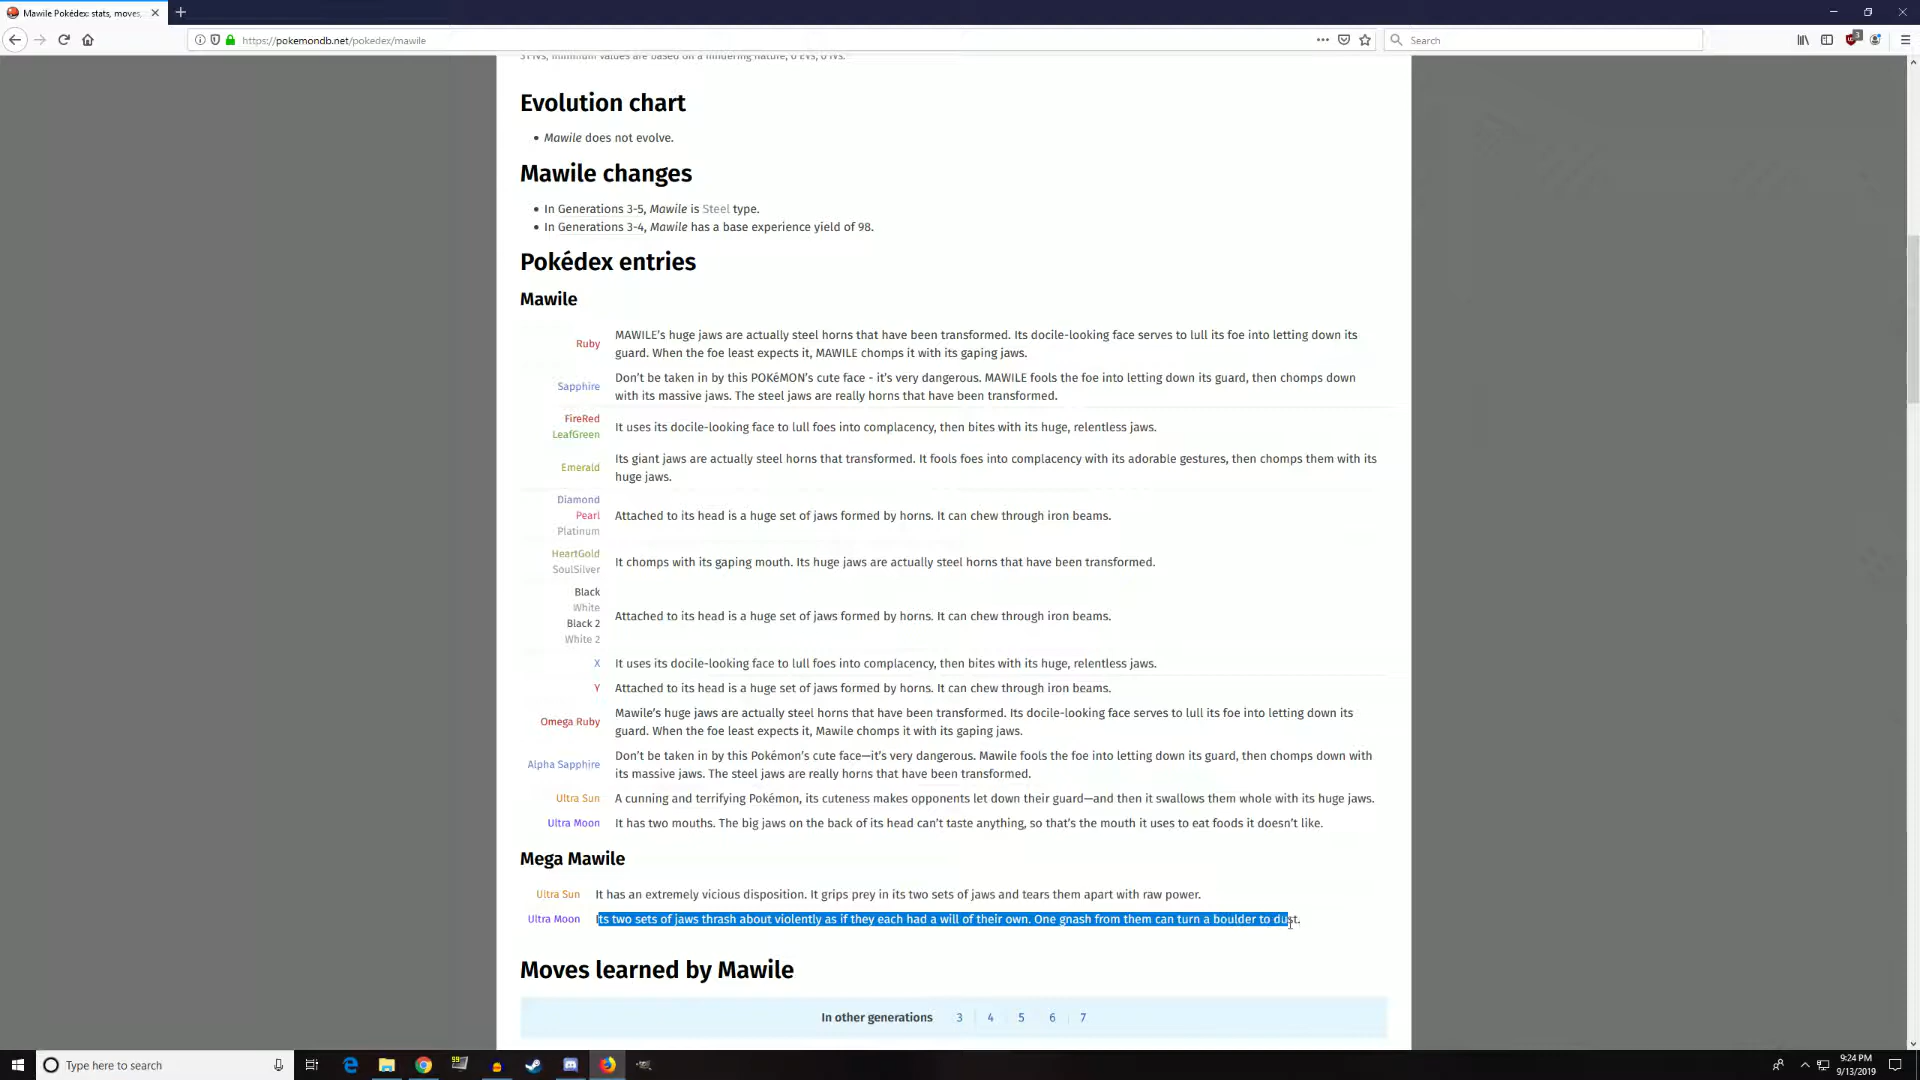 Mawile Pokédex: stats, moves,
https://pokemondb.net/pokedex/mawile
Search
31 IVs, minimum values are based on a hindering nature, 0 EVs, 0 IVs.
Evolution chart
• Mawile does not evolve.
Mawile changes
• In Generations 3-5, Mawile is Steel type.
• In Generations 3-4, Mawile has a base experience yield of 98.
Pokédex entries
Mawile
Ruby
MAWILE’s huge jaws are actually steel horns that have been transformed. Its docile-looking face serves to lull its foe into letting down its
guard. When the foe least expects it, MAWILE chomps it with its gaping jaws.
Sapphire
Don’t be taken in by this POKéMON’s cute face - it’s very dangerous. MAWILE fools the foe into letting down its guard, then chomps down
with its massive jaws. The steel jaws are really horns that have been transformed.
FireRed
LeafGreen
It uses its docile-looking face to lull foes into complacency, then bites with its huge, relentless jaws.
Emerald
Its giant jaws are actually steel horns that transformed. It fools foes into complacency with its adorable gestures, then chomps them with its
huge jaws.
Diamond
Pearl
Platinum
Attached to its head is a huge set of jaws formed by horns. It can chew through iron beams.
HeartGold
SoulSilver
It chomps with its gaping mouth. Its huge jaws are actually steel horns that have been transformed.
Black
White
Black 2
White 2
Attached to its head is a huge set of jaws formed by horns. It can chew through iron beams.
X
It uses its docile-looking face to lull foes into complacency, then bites with its huge, relentless jaws.
Y
Attached to its head is a huge set of jaws formed by horns. It can chew through iron beams.
Omega Ruby
Mawile’s huge jaws are actually steel horns that have been transformed. Its docile-looking face serves to lull its foe into letting down its
guard. When the foe least expects it, Mawile chomps it with its gaping jaws.
Alpha Sapphire
Don’t be taken in by this Pokémon’s cute face—it’s very dangerous. Mawile fools the foe into letting down its guard, then chomps down with
its massive jaws. The steel jaws are really horns that have been transformed.
Ultra Sun
A cunning and terrifying Pokémon, its cuteness makes opponents let down their guard—and then it swallows them whole with its huge jaws.
Ultra Moon
It has two mouths. The big jaws on the back of its head can’t taste anything, so that’s the mouth it uses to eat foods it doesn’t like.
Mega Mawile
Ultra Sun
It has an extremely vicious disposition. It grips prey in its two sets of jaws and tears them apart with raw power.
Ultra Moon
Its two sets of jaws thrash about violently as if they each had a will of their own. One gnash from them can turn a boulder to dust.
Moves learned by Mawile
In other generations 3 4 5 6 7
Type here to search
9:24 PM
9/13/2019